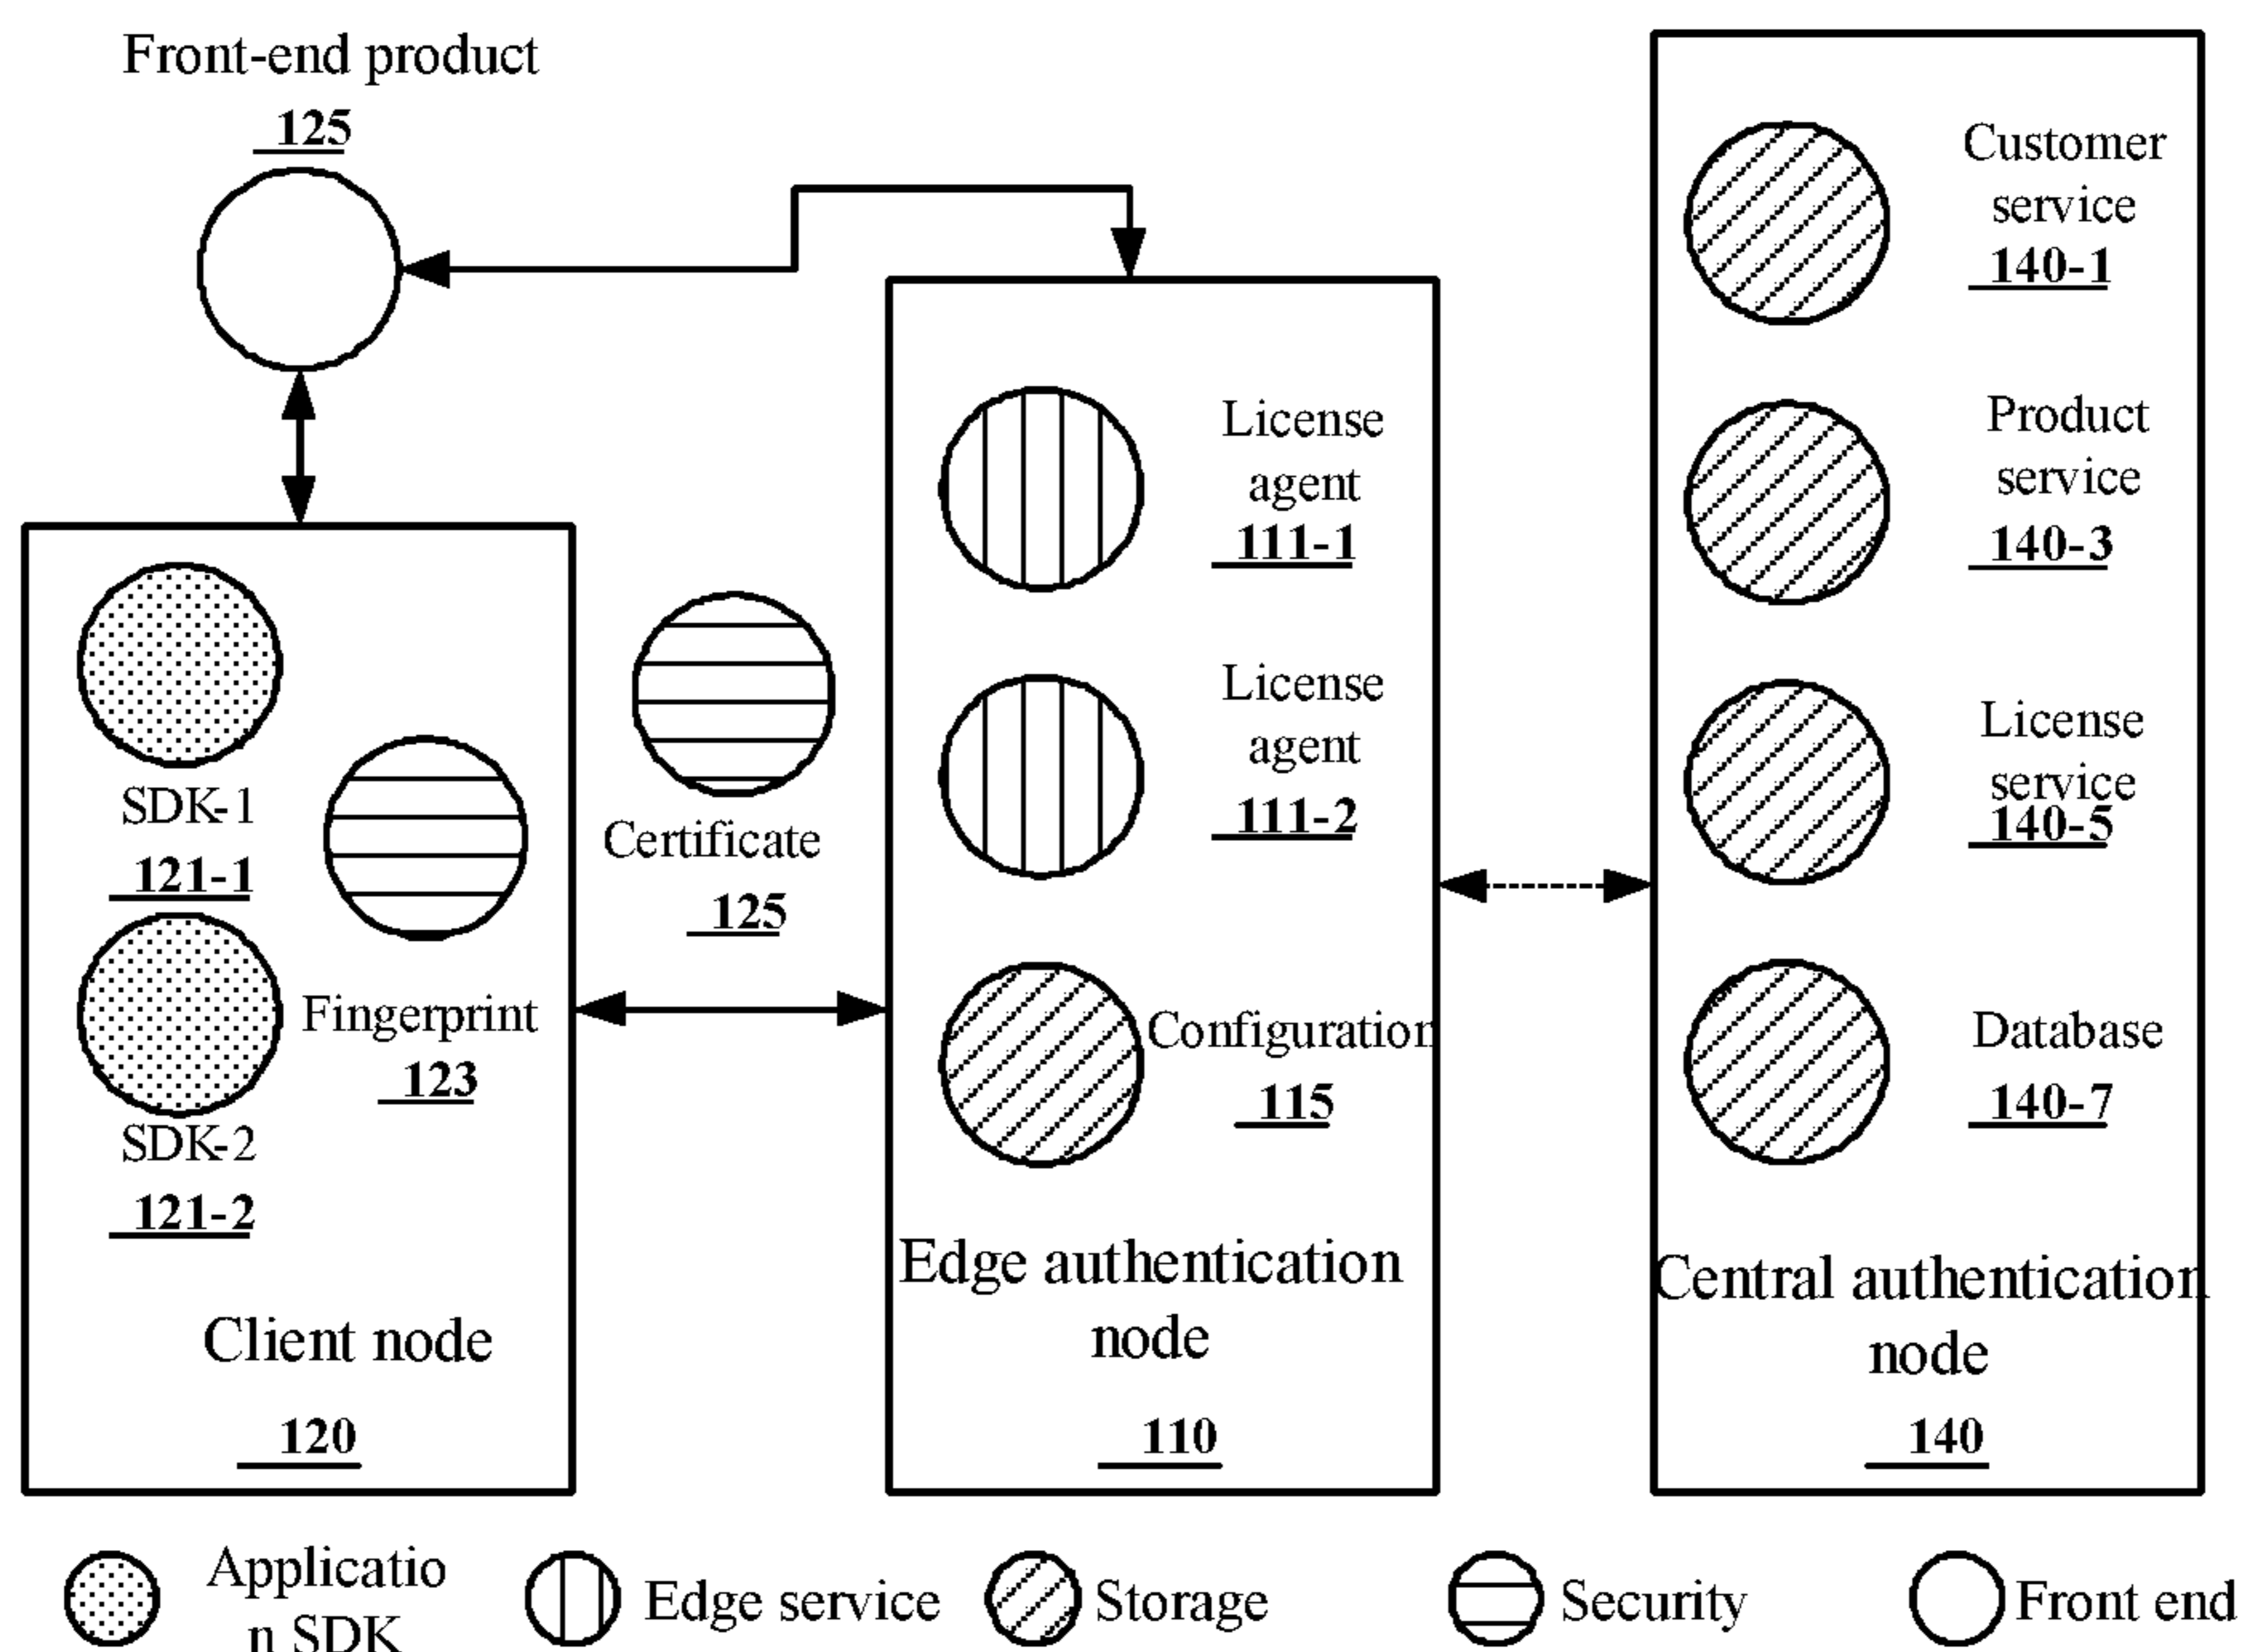 Front-end product
125
SDK-1
121-1
SDK-2
121-2
Fingerprint
123
Client node
120
Certificate
125
License
agent
111-1
License
agent
111-2
Configuration
115
Edge authentication
node
110
Customer
service
140-1
Product
service
140-3
License
service
140-5
Database
140-7
Central authentication
node
140
Applicatio
n SDK
Edge service
Storage
Security
Front end